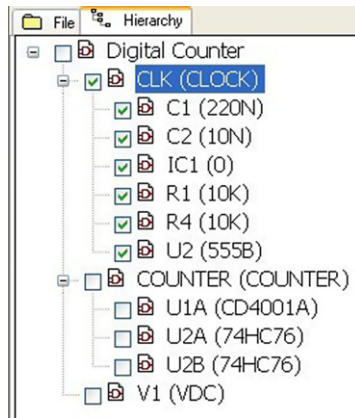 File Hierarchy
Digital Counter
CLK (CLOCK)
C1 (220N)
C2 (10N)
IC1 (0)
R1 (10K)
R4 (10K)
U2 (555B)
COUNTER (COUNTER)
U1A (CD4001A)
U2A (74HC76)
U2B (74HC76)
V1 (VDC)